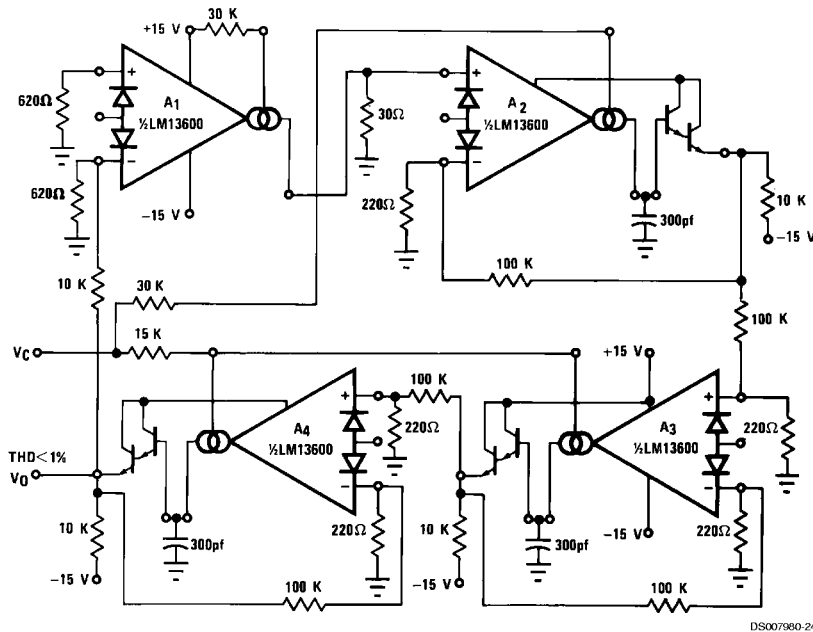 +15 V
30 K
620Ω
+
A1
½LM13600
−
620Ω
−15 V
30Ω
+
A2
½LM13600
−
220Ω
300pf
10 K
−15 V
100 K
10 K
30 K
100 K
VC
15 K
+15 V
100 K
+
A4
½LM13600
−
220Ω
+
A3
½LM13600
−
220Ω
THD<1%
VO
10 K
−15 V
300pf
220Ω
10 K
−15 V
300pf
−15 V
220Ω
100 K
100 K
DS007980-24